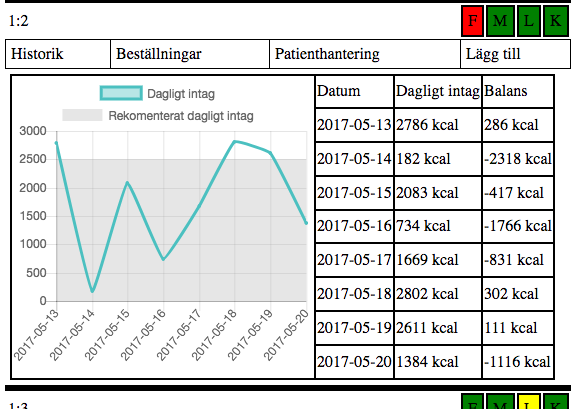 1:2 F M L K
Historik Beställningar Patienthantering Lägg till
Dagligt intag
Rekomenterat dagligt intag
3000
2500
2000
1500
1000
500
0
2017-05-13 2017-05-14 2017-05-15 2017-05-16 2017-05-17 2017-05-18 2017-05-19 2017-05-20
Datum Dagligt intag Balans
2017-05-13 2786 kcal 286 kcal
2017-05-14 182 kcal -2318 kcal
2017-05-15 2083 kcal -417 kcal
2017-05-16 734 kcal -1766 kcal
2017-05-17 1669 kcal -831 kcal
2017-05-18 2802 kcal 302 kcal
2017-05-19 2611 kcal 111 kcal
2017-05-20 1384 kcal -1116 kcal
1:3 F M L K